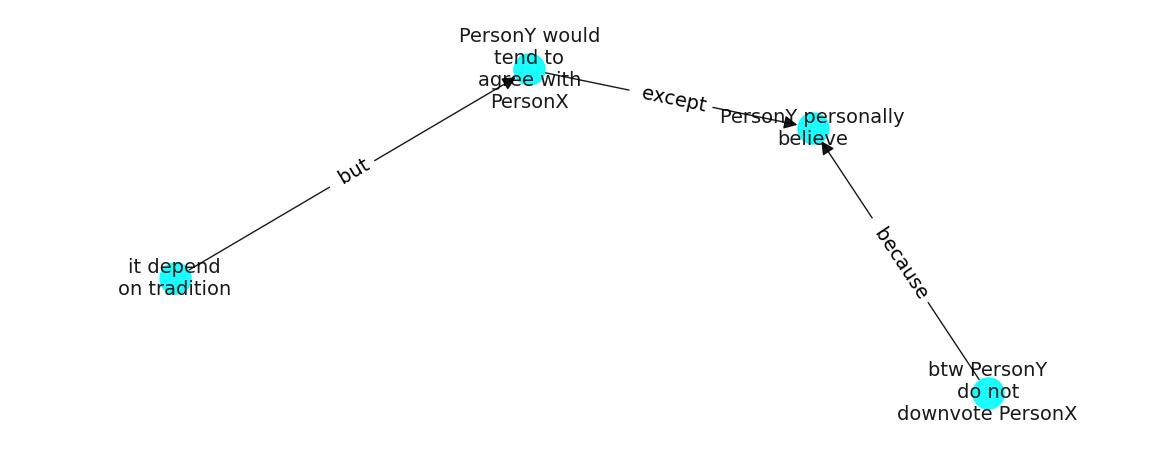 PersonY would
tend to
agree with
PersonX
except
PersonY personally
believe
but
because
it depend
on tradition
btw PersonY
do not
downvote PersonX